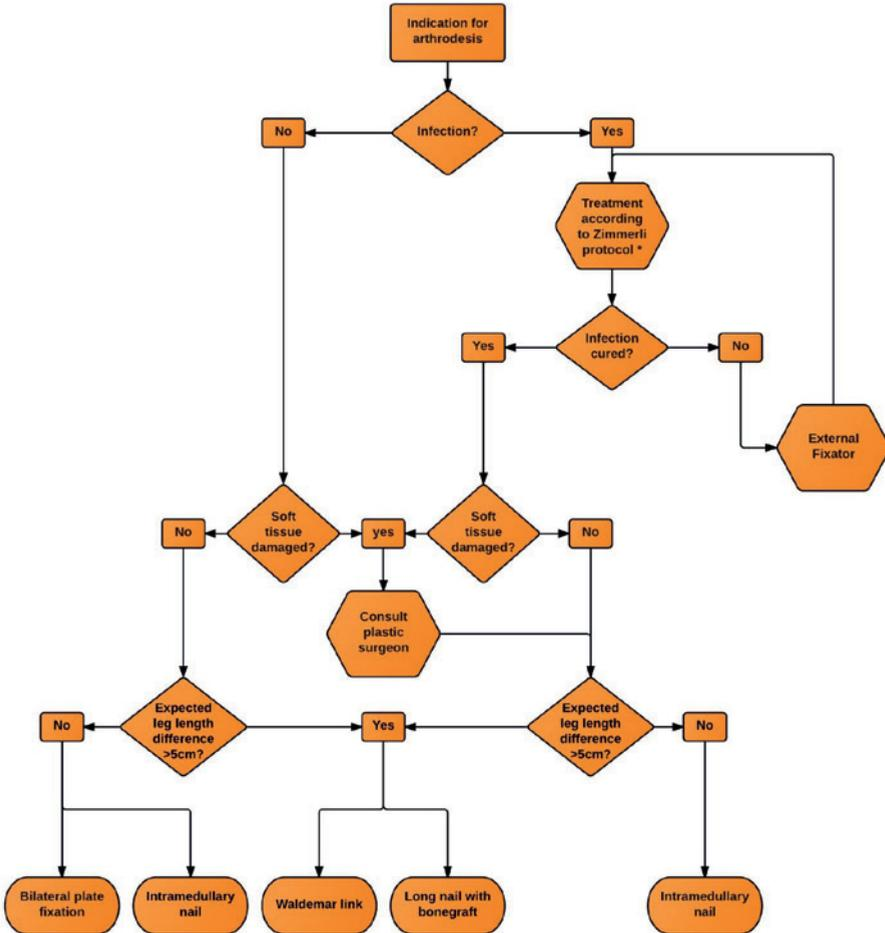 Indication for
arthrodesis
No
Infection?
Yes
Treatment
according
to Zimmerli
protocol *
Yes
Infection
cured?
No
External
Fixator
No
Soft
tissue
damaged?
yes
Soft
tissue
damaged?
No
Consult
plastic
surgeon
No
Expected
leg length
difference
>5cm?
Yes
Expected
leg length
difference
>5cm?
No
Bilateral plate
fixation
Intramedullary
nail
Waldemar link
Long nail with
bonegraft
Intramedullary
nail